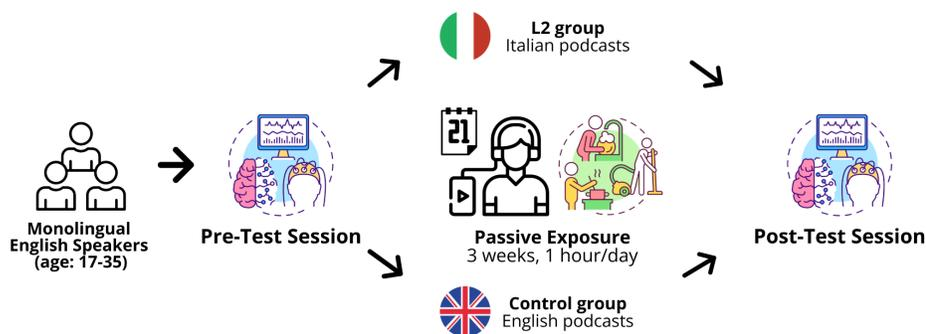 L2 group
Italian podcasts
21
Monolingual
English Speakers
(age: 17-35)
Pre-Test Session
Passive Exposure
3 weeks, 1 hour/day
Post-Test Session
Control group
English podcasts